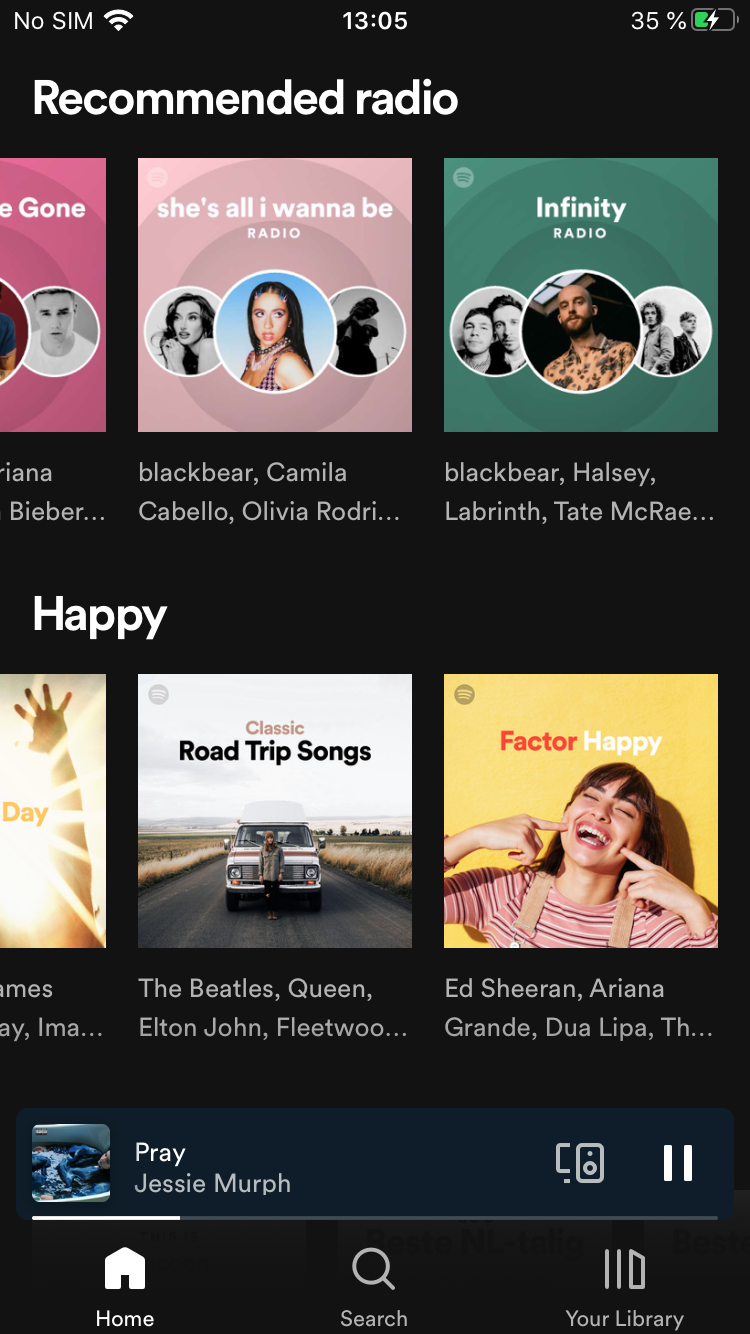 No SIM 13:05 35 %
Recommended radio
e Gone
she's all i wanna be
RADIO
Infinity
RADIO
riana
Bieber...
blackbear, Camila
Cabello, Olivia Rodri...
blackbear, Halsey,
Labrinth, Tate McRae...
Happy
Day
Classic
Road Trip Songs
Factor Happy
ames
ay, Ima...
The Beatles, Queen,
Elton John, Fleetwoo...
Ed Sheeran, Ariana
Grande, Dua Lipa, Th...
Pray
Jessie Murph
Beste NL-talig
Home
Search
Your Library